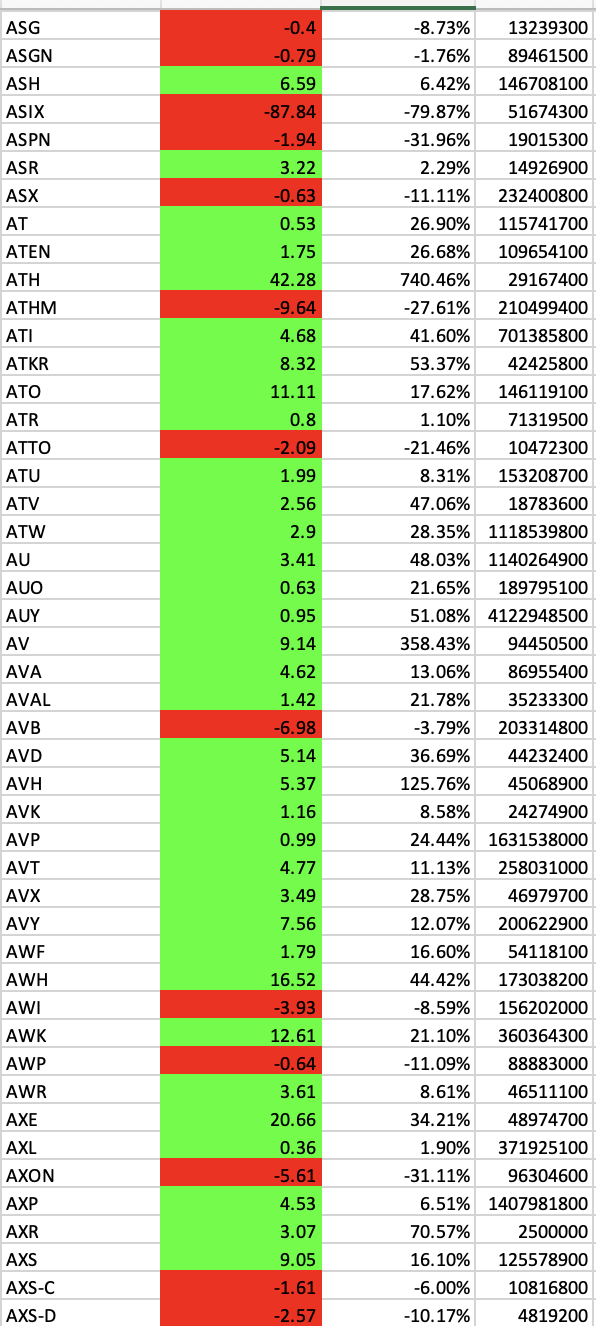 ASG -0.4 -8.73% 13239300
ASGN -0.79 -1.76% 89461500
ASH 6.59 6.42% 146708100
ASIX -87.84 -79.87% 51674300
ASPN -1.94 -31.96% 19015300
ASR 3.22 2.29% 14926900
ASX -0.63 -11.11% 232400800
AT 0.53 26.90% 115741700
ATEN 1.75 26.68% 109654100
ATH 42.28 740.46% 29167400
ATHM -9.64 -27.61% 210499400
ATI 4.68 41.60% 701385800
ATKR 8.32 53.37% 42425800
ATO 11.11 17.62% 146119100
ATR 0.8 1.10% 71319500
ATTO -2.09 -21.46% 10472300
ATU 1.99 8.31% 153208700
ATV 2.56 47.06% 18783600
ATW 2.9 28.35% 1118539800
AU 3.41 48.03% 1140264900
AUO 0.63 21.65% 189795100
AUY 0.95 51.08% 4122948500
AV 9.14 358.43% 94450500
AVA 4.62 13.06% 86955400
AVAL 1.42 21.78% 35233300
AVB -6.98 -3.79% 203314800
AVD 5.14 36.69% 44232400
AVH 5.37 125.76% 45068900
AVK 1.16 8.58% 24274900
AVP 0.99 24.44% 1631538000
AVT 4.77 11.13% 258031000
AVX 3.49 28.75% 46979700
AVY 7.56 12.07% 200622900
AWF 1.79 16.60% 54118100
AWH 16.52 44.42% 173038200
AWI -3.93 -8.59% 156202000
AWK 12.61 21.10% 360364300
AWP -0.64 -11.09% 88883000
AWR 3.61 8.61% 46511100
AXE 20.66 34.21% 48974700
AXL 0.36 1.90% 371925100
AXON -5.61 -31.11% 96304600
AXP 4.53 6.51% 1407981800
AXR 3.07 70.57% 2500000
AXS 9.05 16.10% 125578900
AXS-C -1.61 -6.00% 10816800
AXS-D -2.57 -10.17% 4819200